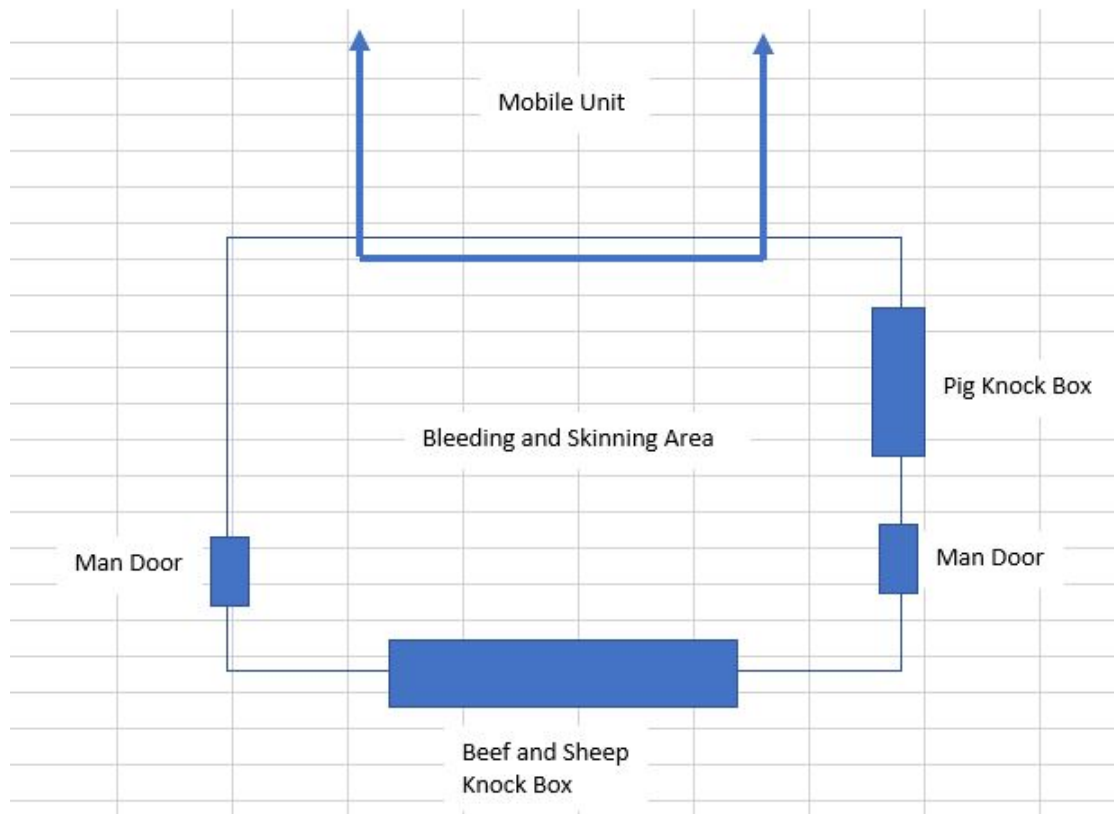 Mobile Unit
Pig Knock Box
Bleeding and Skinning Area
Man Door
Man Door
Beef and Sheep
Knock Box